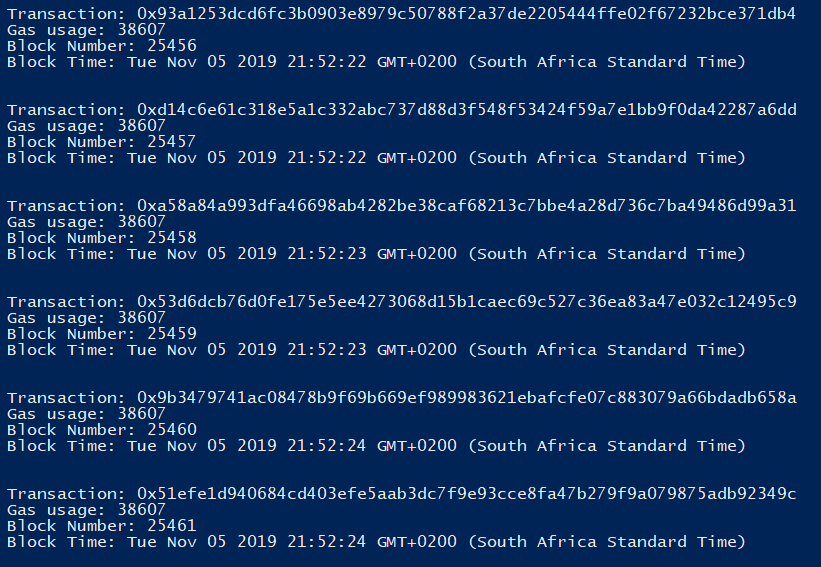 Transaction: 0x93a1253dcd6fc3b0903e8979c50788f2a37de2205444ffe02f67232bce371db4
Gas usage: 38607
Block Number: 25456
Block Time: Tue Nov 05 2019 21:52:22 GMT+0200 (South Africa Standard Time)
Transaction: 0xd14c6e61c318e5a1c332abc737d88d3f548f53424f59a7e1bb9f0da42287a6dd
Gas usage: 38607
Block Number: 25457
Block Time: Tue Nov 05 2019 21:52:22 GMT+0200 (South Africa Standard Time)
Transaction: 0xa58a84a993dfa46698ab4282be38caf68213c7bbe4a28d736c7ba49486d99a31
Gas usage: 38607
Block Number: 25458
Block Time: Tue Nov 05 2019 21:52:23 GMT+0200 (South Africa Standard Time)
Transaction: 0x53d6dcb76d0fe175e5ee4273068d15b1caec69c527c36ea83a47e032c12495c9
Gas usage: 38607
Block Number: 25459
Block Time: Tue Nov 05 2019 21:52:23 GMT+0200 (South Africa Standard Time)
Transaction: 0x9b3479741ac08478b9f69b669ef989983621ebafcfe07c883079a66bdadb658a
Gas usage: 38607
Block Number: 25460
Block Time: Tue Nov 05 2019 21:52:24 GMT+0200 (South Africa Standard Time)
Transaction: 0x51efe1d940684cd403efe5aab3dc7f9e93cce8fa47b279f9a079875adb92349c
Gas usage: 38607
Block Number: 25461
Block Time: Tue Nov 05 2019 21:52:24 GMT+0200 (South Africa Standard Time)